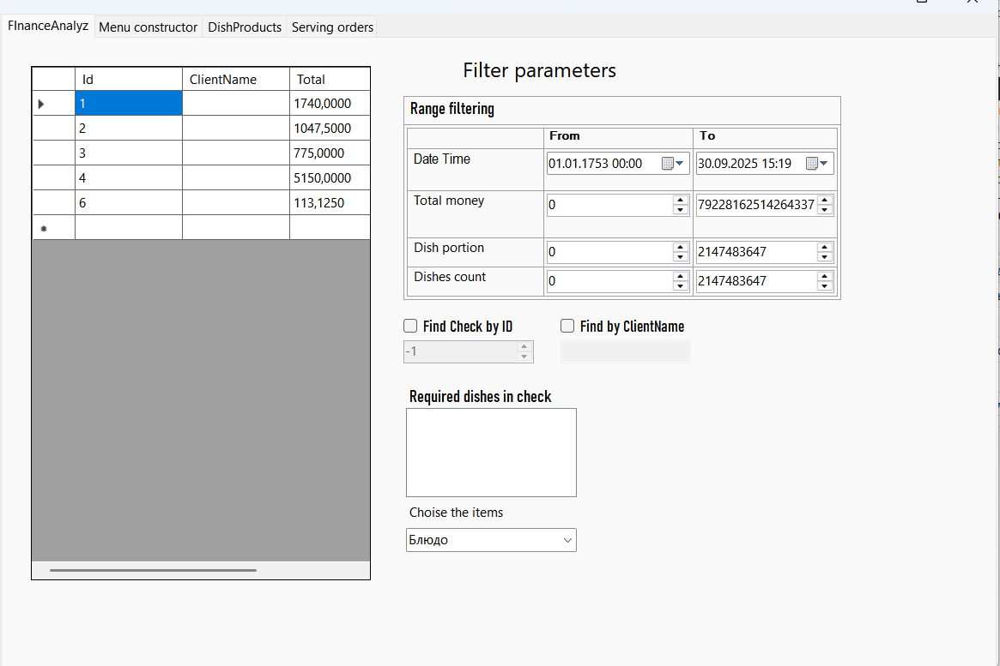 FInanceAnalyz Menu constructor DishProducts Serving orders
Filter parameters
Id ClientName Total
1 1740,0000
2 1047,5000
3 775,0000
4 5150,0000
6 113,1250
Range filtering
From To
Date Time 01.01.1753 00:00 30.09.2025 15:19
Total money 0 79228162514264337
Dish portion 0 2147483647
Dishes count 0 2147483647
Find Check by ID Find by ClientName
-1
Required dishes in check
Choise the items
Блюдо